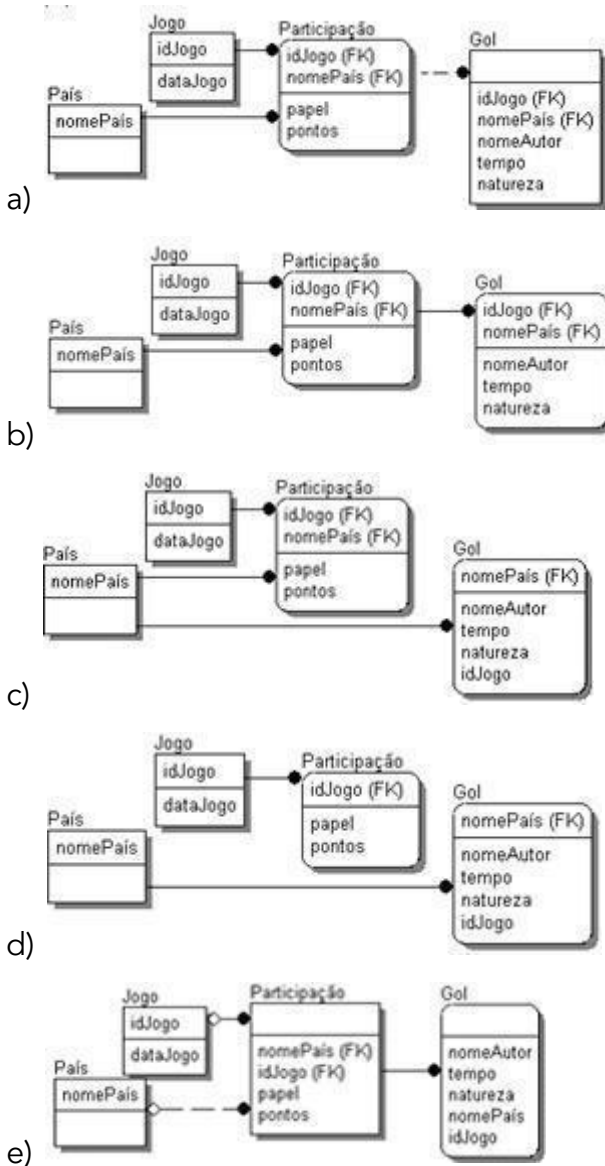 Jogo
idJogo
dataJogo
Participação
idJogo (FK)
nomePaís (FK)
papel
pontos
Gol
idJogo (FK)
nomePaís (FK)
nomeAutor
tempo
natureza
País
nomePaís
a)
Jogo
idJogo
dataJogo
Participação
idJogo (FK)
nomePaís (FK)
papel
pontos
Gol
idJogo (FK)
nomePaís (FK)
nomeAutor
tempo
natureza
País
nomePaís
b)
Jogo
idJogo
dataJogo
Participação
idJogo (FK)
nomePaís (FK)
papel
pontos
Gol
nomePaís (FK)
nomeAutor
tempo
natureza
idJogo
País
nomePaís
c)
Jogo
idJogo
dataJogo
Participação
idJogo (FK)
papel
pontos
Gol
nomePaís (FK)
nomeAutor
tempo
natureza
idJogo
País
nomePaís
d)
Jogo
idJogo
dataJogo
Participação
nomePaís (FK)
idJogo (FK)
papel
pontos
Gol
nomeAutor
tempo
natureza
nomePaís
idJogo
País
nomePaís
e)